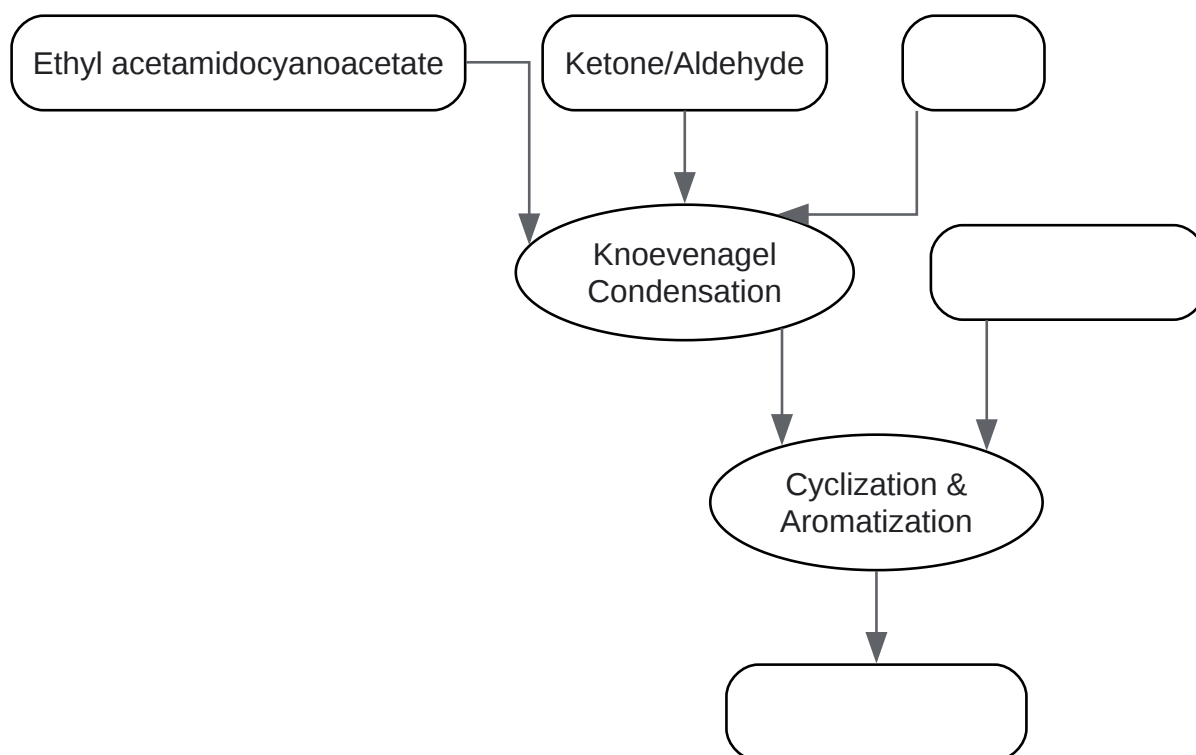 Ethyl acetamidocyanoacetate
Ketone/Aldehyde
Knoevenagel
Condensation
Cyclization &
Aromatization